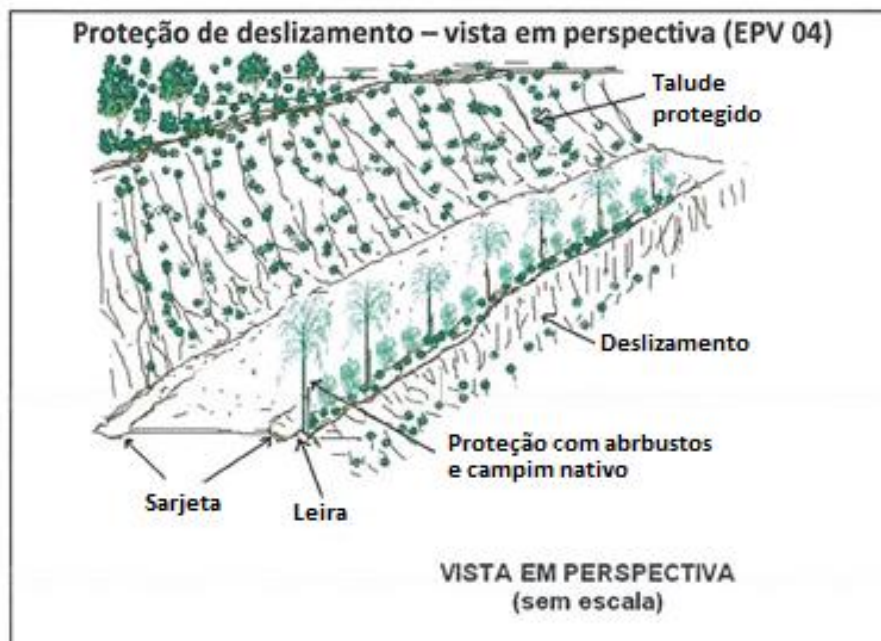 Proteção de deslizamento – vista em perspectiva (EPV 04)
Talude
protegido
Deslizamento
Proteção com abrbustos
e campim nativo
Sarjeta
Leira
VISTA EM PERSPECTIVA
(sem escala)